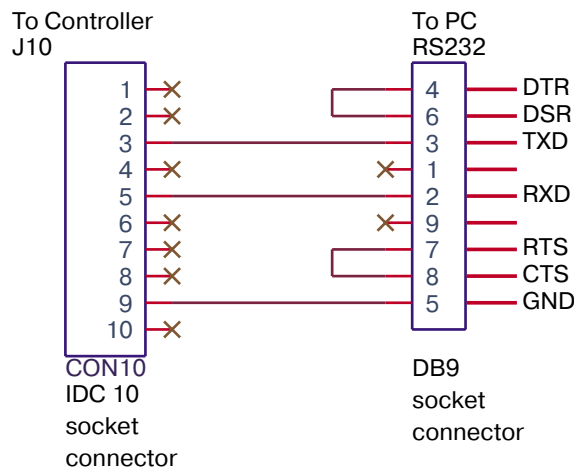 To Controller
J10
1
2
3
4
5
6
7
8
9
10
CON10
IDC 10
socket
connector
To PC
RS232
4 DTR
6 DSR
3 TXD
1
2 RXD
9
7 RTS
8 CTS
5 GND
DB9
socket
connector